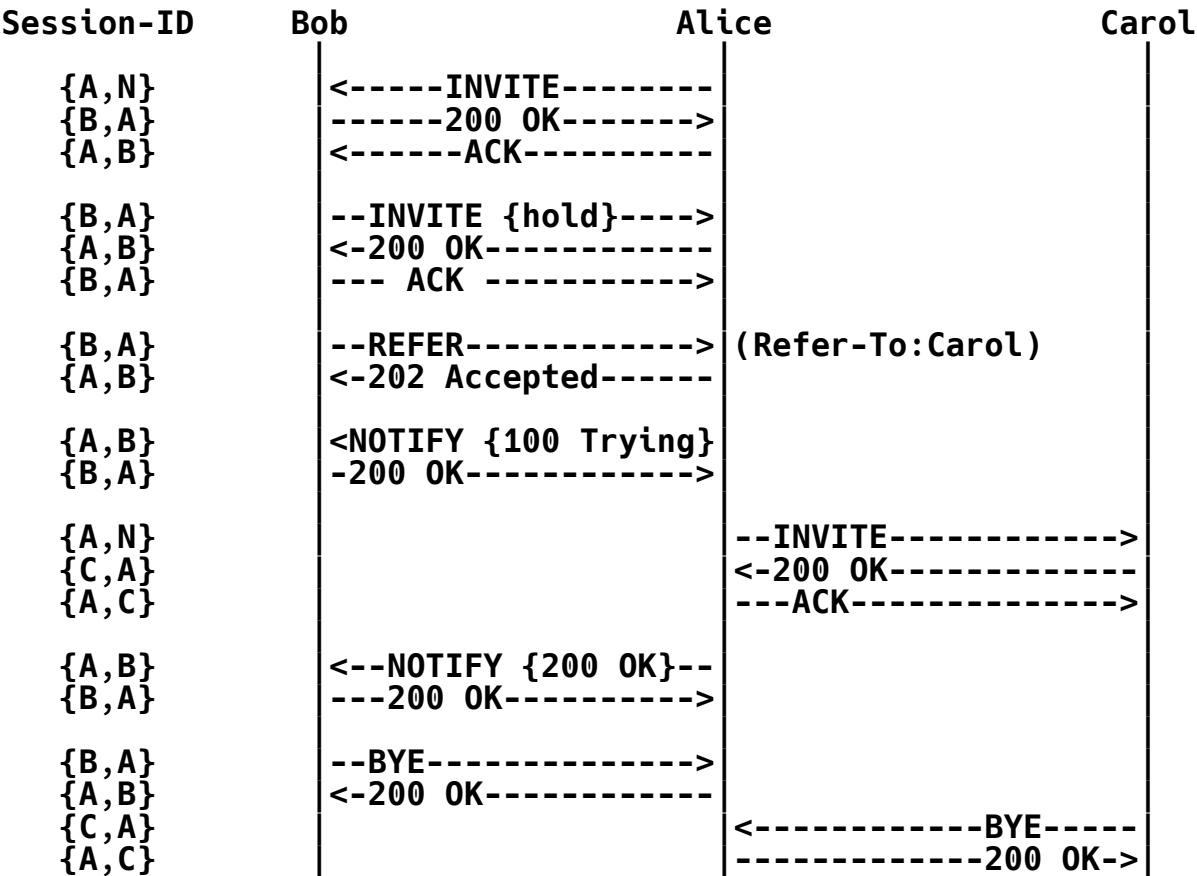 Session-ID     Bob                  Alice                 Carol
                |                    |                      |
   {A,N}        |<-----INVITE--------|                      |
   {B,A}        |------200 OK------->|                      |
   {A,B}        |<------ACK----------|                      |
                |                    |                      |
   {B,A}        |--INVITE {hold}---->|                      |
   {A,B}        |<-200 OK------------|                      |
   {B,A}        |--- ACK ----------->|                      |
                |                    |                      |
   {B,A}        |--REFER------------>|(Refer-To:Carol)      |
   {A,B}        |<-202 Accepted------|                      |
                |                    |                      |
   {A,B}        |<NOTIFY {100 Trying}|                      |
   {B,A}        |-200 OK------------>|                      |
                |                    |                      |
   {A,N}        |                    |--INVITE------------->|
   {C,A}        |                    |<-200 OK-------------|
   {A,C}        |                    |---ACK-------------->|
                |                    |                      |
   {A,B}        |<--NOTIFY {200 OK}--|                      |
   {B,A}        |---200 OK---------->|                      |
                |                    |                      |
   {B,A}        |--BYE-------------->|                      |
   {A,B}        |<-200 OK------------|                      |
   {C,A}        |                    |<------------BYE-----|
   {A,C}        |                    |-------------200 OK->|